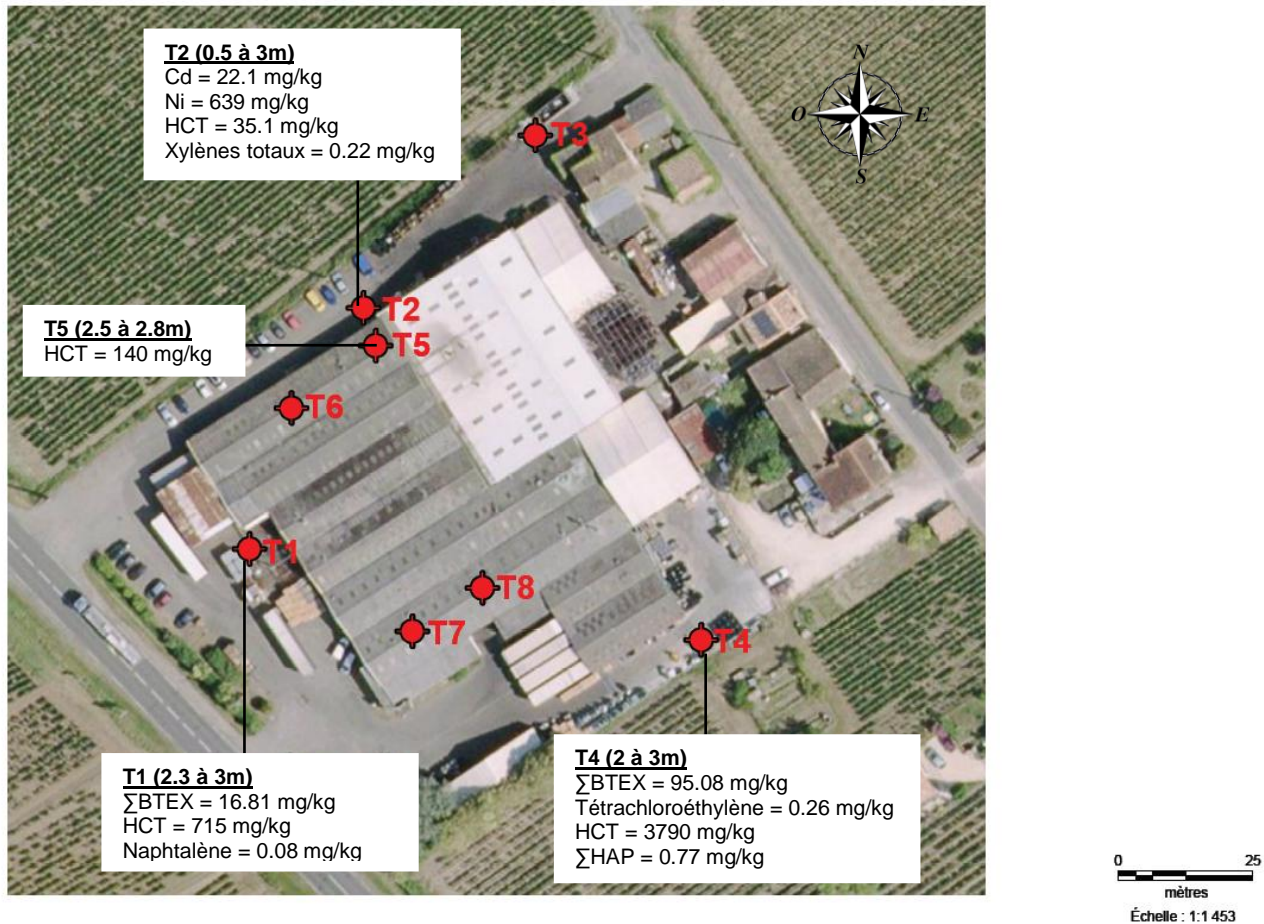 T2 (0.5 à 3m)
Cd = 22.1 mg/kg
Ni = 639 mg/kg
HCT = 35.1 mg/kg
Xylènes totaux = 0.22 mg/kg
N
O
E
S
T3
T2
T5 (2.5 à 2.8m)
HCT = 140 mg/kg
T5
T6
T1
T8
T7
T4
T1 (2.3 à 3m)
∑BTEX = 16.81 mg/kg
HCT = 715 mg/kg
Naphtalène = 0.08 mg/kg
T4 (2 à 3m)
∑BTEX = 95.08 mg/kg
Tétrachloroéthylène = 0.26 mg/kg
HCT = 3790 mg/kg
∑HAP = 0.77 mg/kg
0 25
mètres
Échelle : 1:1 453